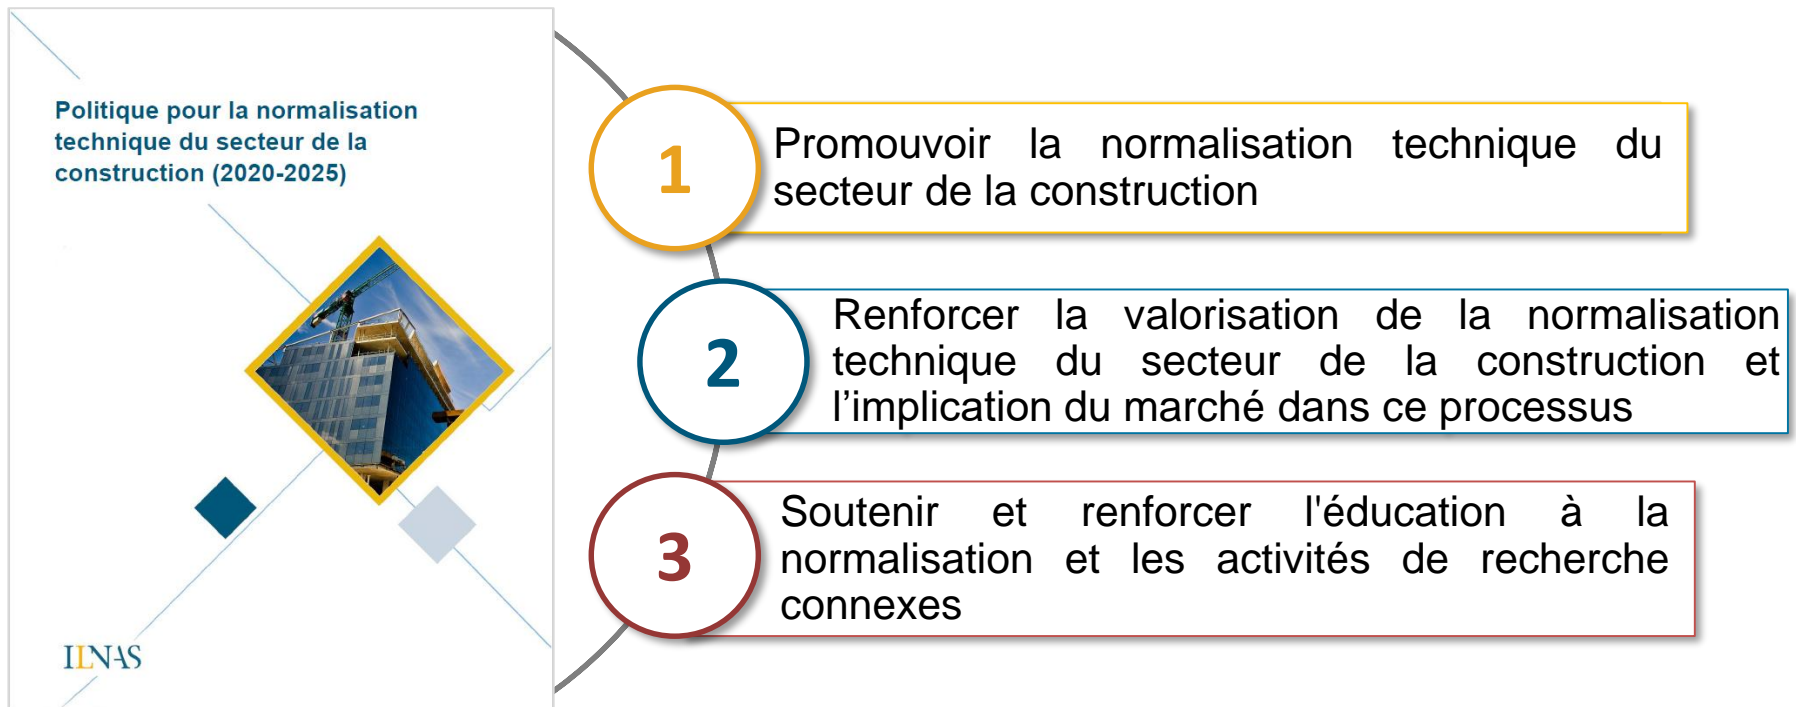 Politique pour la normalisation
technique du secteur de la
construction (2020-2025)
ILNAS
1
Promouvoir la normalisation technique du
secteur de la construction
2
Renforcer la valorisation de la normalisation
technique du secteur de la construction et
l’implication du marché dans ce processus
3
Soutenir et renforcer l'éducation à la
normalisation et les activités de recherche
connexes